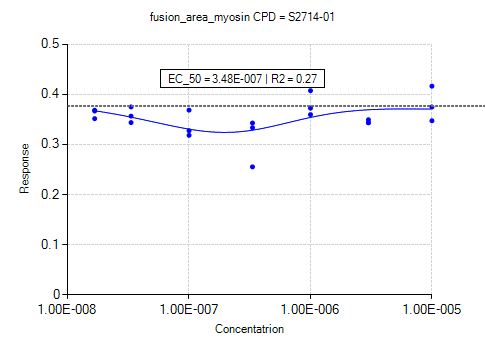 fusion_area_myosin CPD = S2714-01
0.5
EC_50 = 3.48E-007 | R2 = 0.27
0.4
0.3
Response
0.2
0.1
0
1.00E-008 1.00E-007 1.00E-006 1.00E-005
Concentatrion